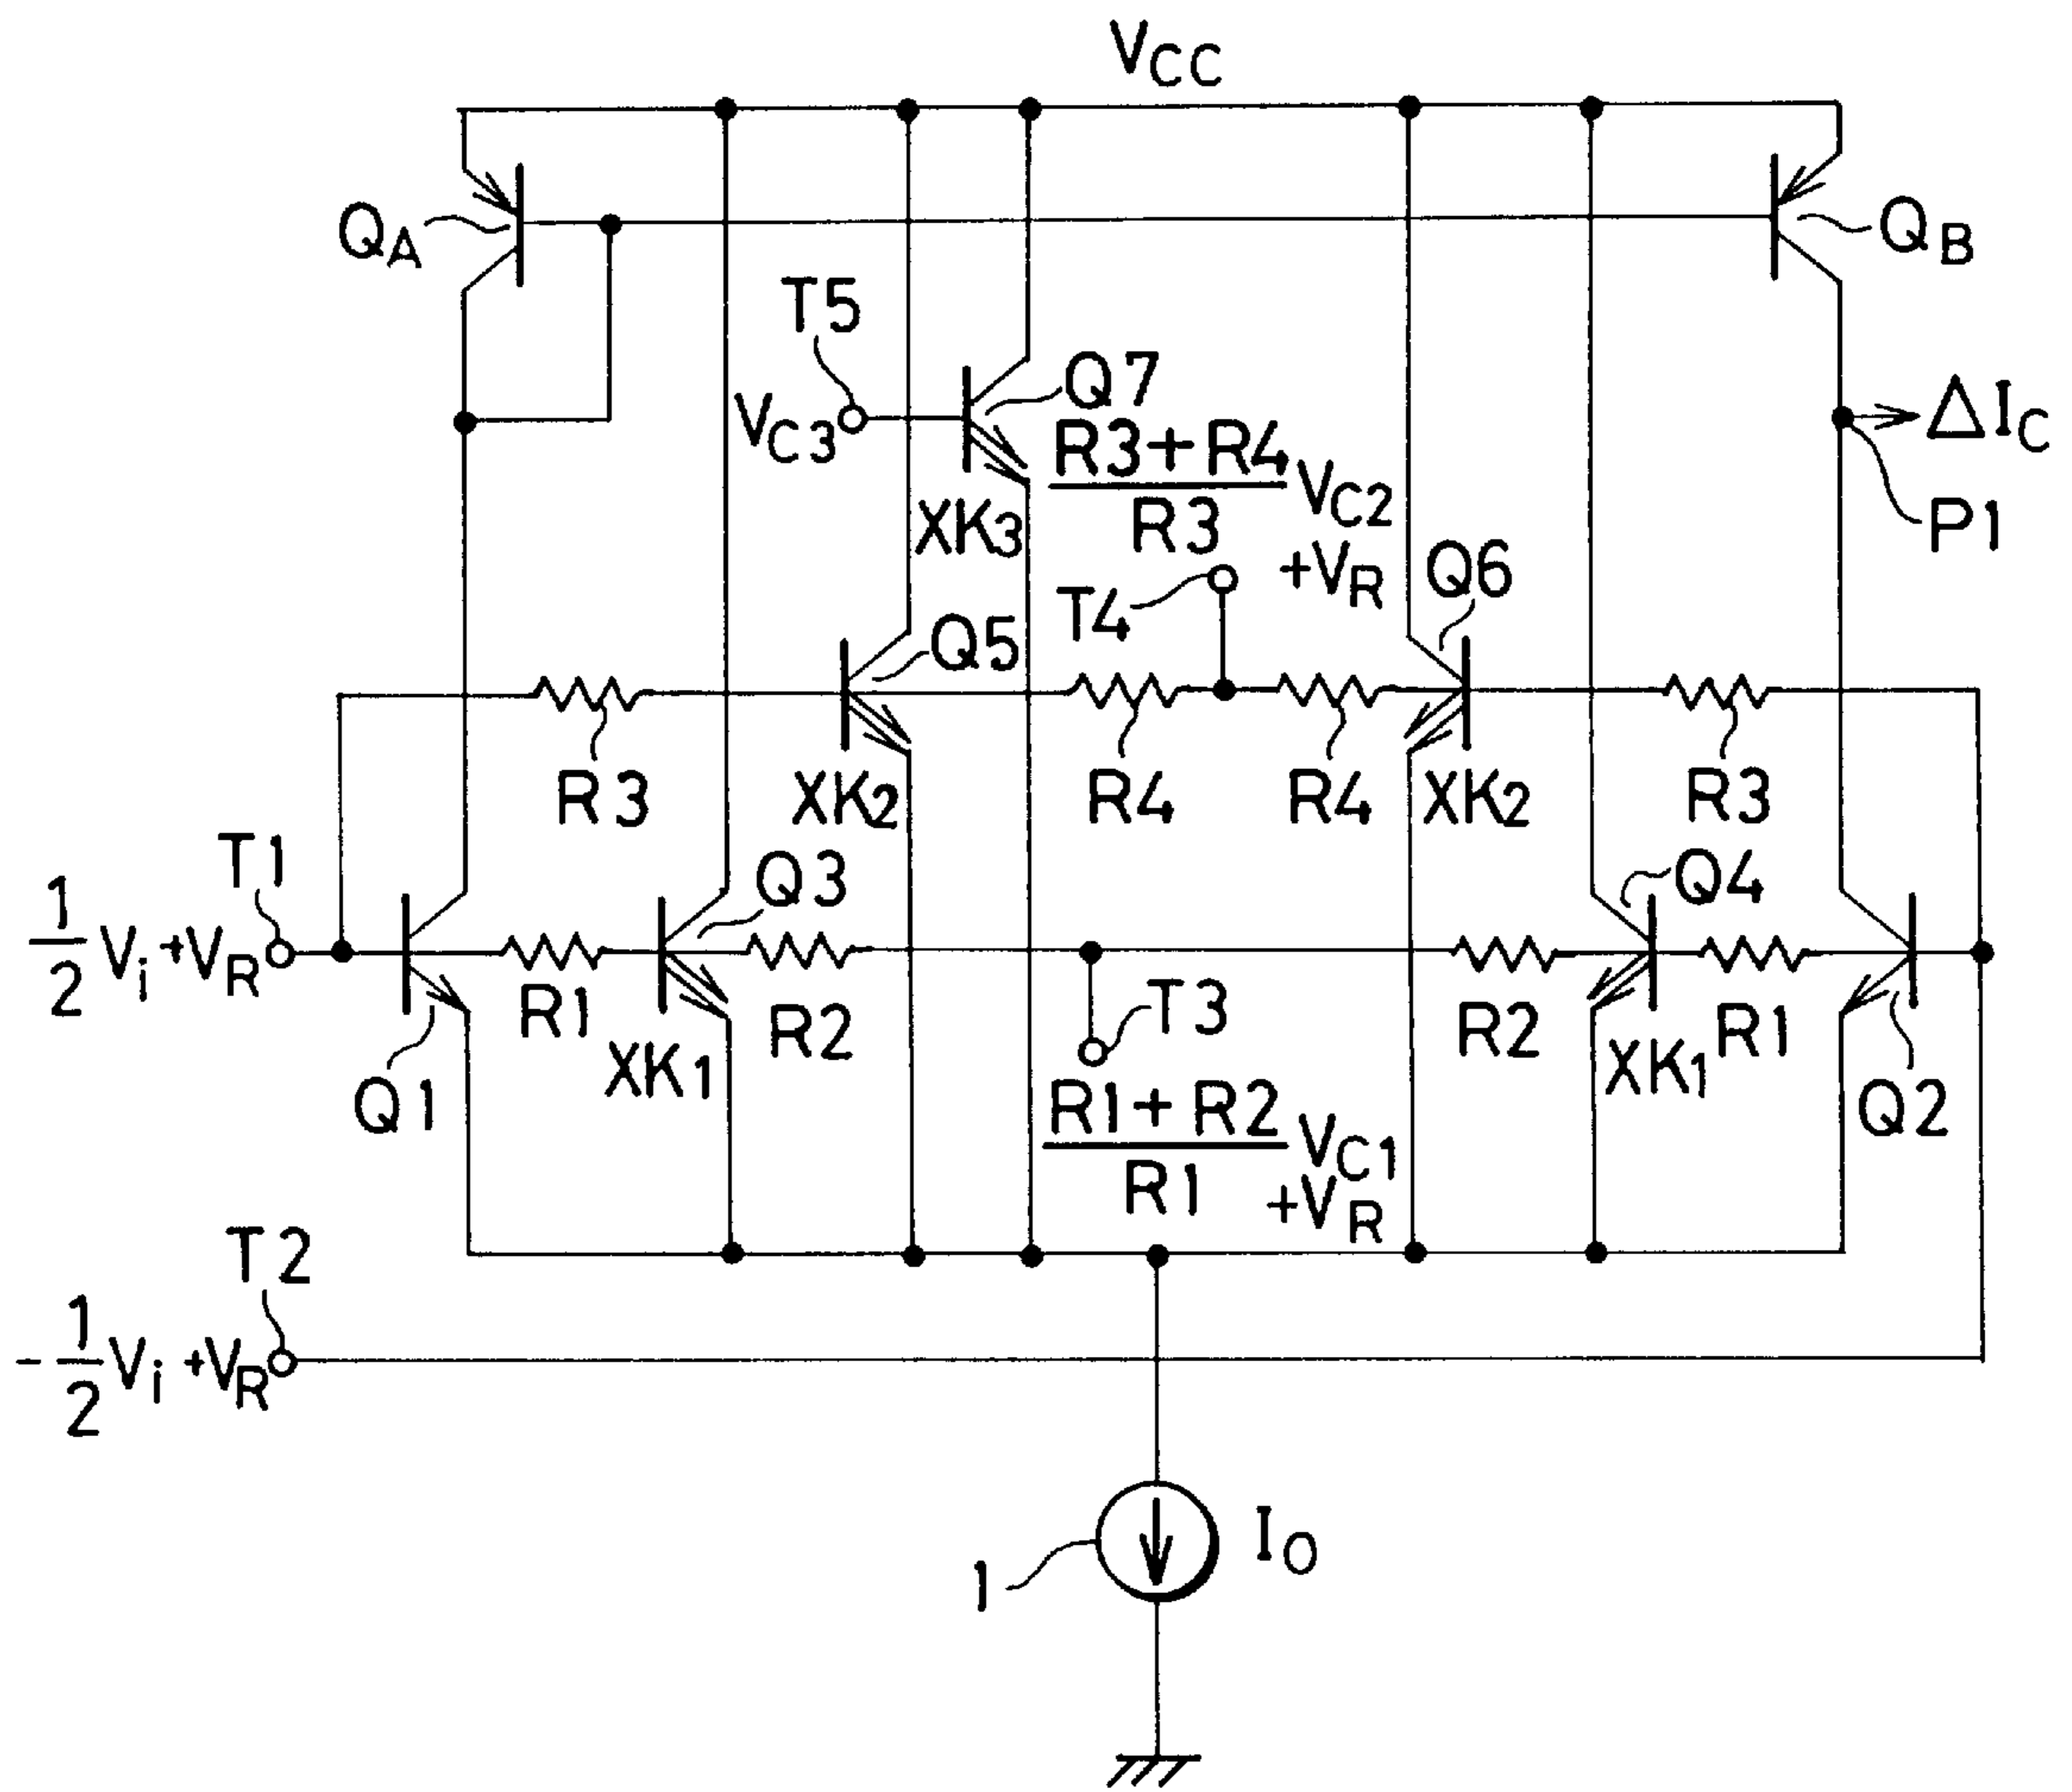 VCC
QA
QB
T5
Q7
VC3
ΔIC
R3+R4
R3
VC2
+VR
XK3
P1
T4
Q6
Q5
R3
XK2
R4
R4
XK2
R3
T1
Q3
Q4
1/2 Vi+VR
R1
R2
T3
R2
R1
XK1
XK1
Q1
Q2
R1+R2
R1
VC1
+VR
T2
-1/2 Vi+VR
1
IO